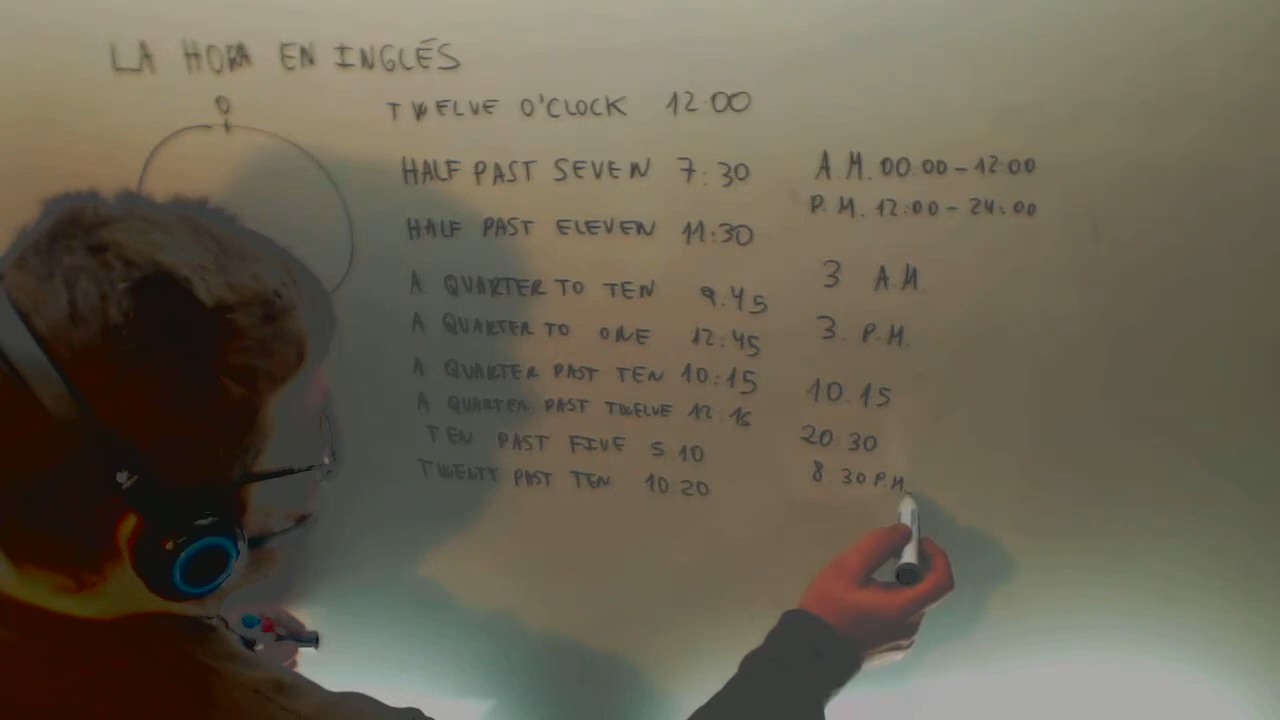 LA HORA EN INGLÉS
TWELVE O'CLOCK 12:00
HALF PAST SEVEN 7:30
HALF PAST ELEVEN 11:30
A QUARTER TO TEN 9.45
A QUARTER TO ONE 12:45
A QUARTER PAST TEN 10:15
A QUARTER PAST TWELVE 12 15
TEN PAST FIVE 5 10
TWELTY PAST TEN 10 20
A.M. 00:00 - 12:00
P.M. 12:00 - 24:00
3 A.M.
3 P.M.
10.15
20:30
8 30 P.M.